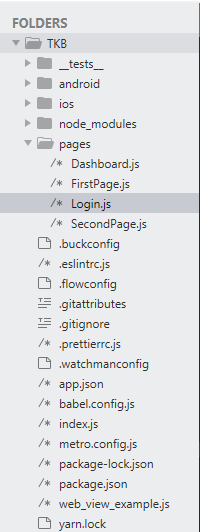 FOLDERS
TKB
__tests__
android
ios
node_modules
pages
/* Dashboard.js
/* FirstPage.js
/* Login.js
/* SecondPage.js
.buckconfig
/* .eslintrc.js
.flowconfig
.gitattributes
.gitignore
/* .prettierrc.js
.watchmanconfig
/* app.json
/* babel.config.js
/* index.js
/* metro.config.js
/* package-lock.json
/* package.json
/* web_view_example.js
yarn.lock